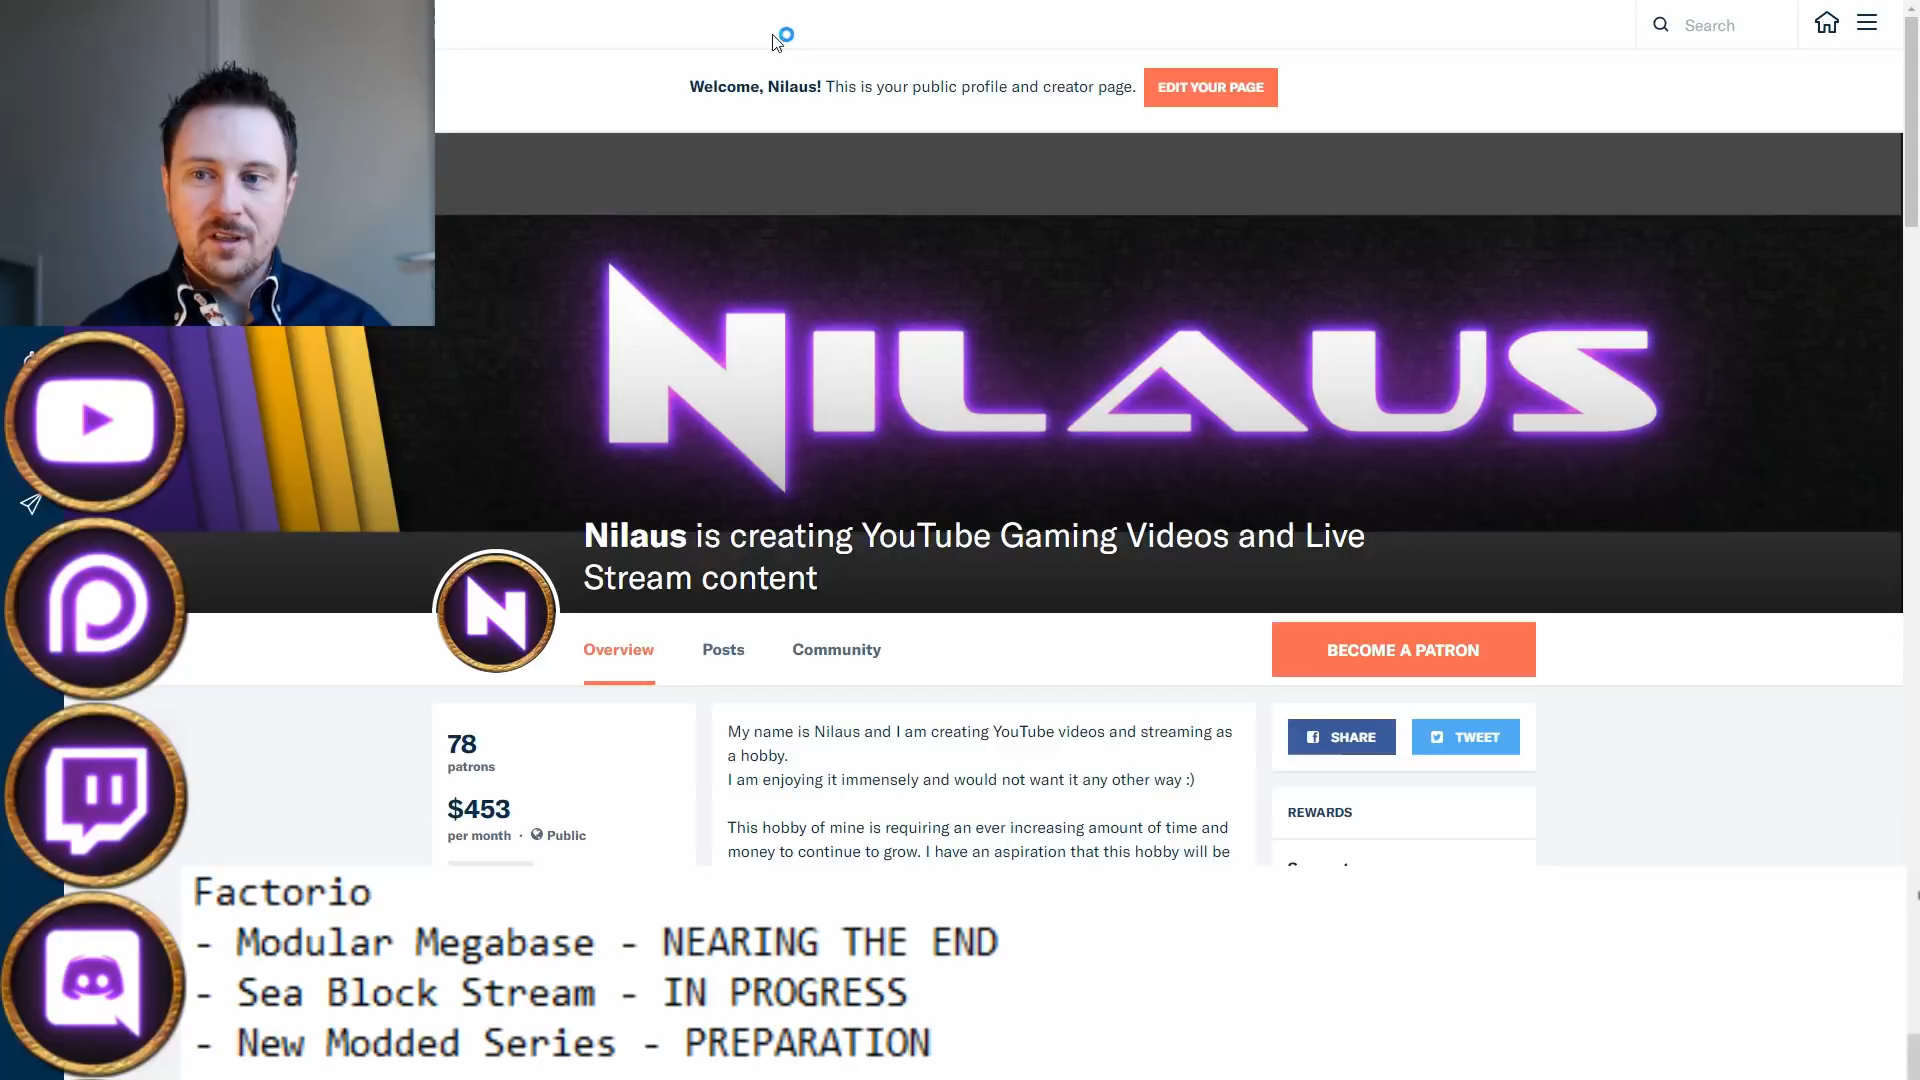 Search
Welcome, Nilaus! This is your public profile and creator page.
EDIT YOUR PAGE
NILAUS
Nilaus is creating YouTube Gaming Videos and Live
Stream content
N
Overview
Posts
Community
BECOME A PATRON
78
patrons
$453
per month · Public
My name is Nilaus and I am creating YouTube videos and streaming as
a hobby.
I am enjoying it immensely and would not want it any other way :)
This hobby of mine is requiring an ever increasing amount of time and
money to continue to grow. I have an aspiration that this hobby will be
SHARE
TWEET
REWARDS
Factorio
- Modular Megabase - NEARING THE END
- Sea Block Stream - IN PROGRESS
- New Modded Series - PREPARATION